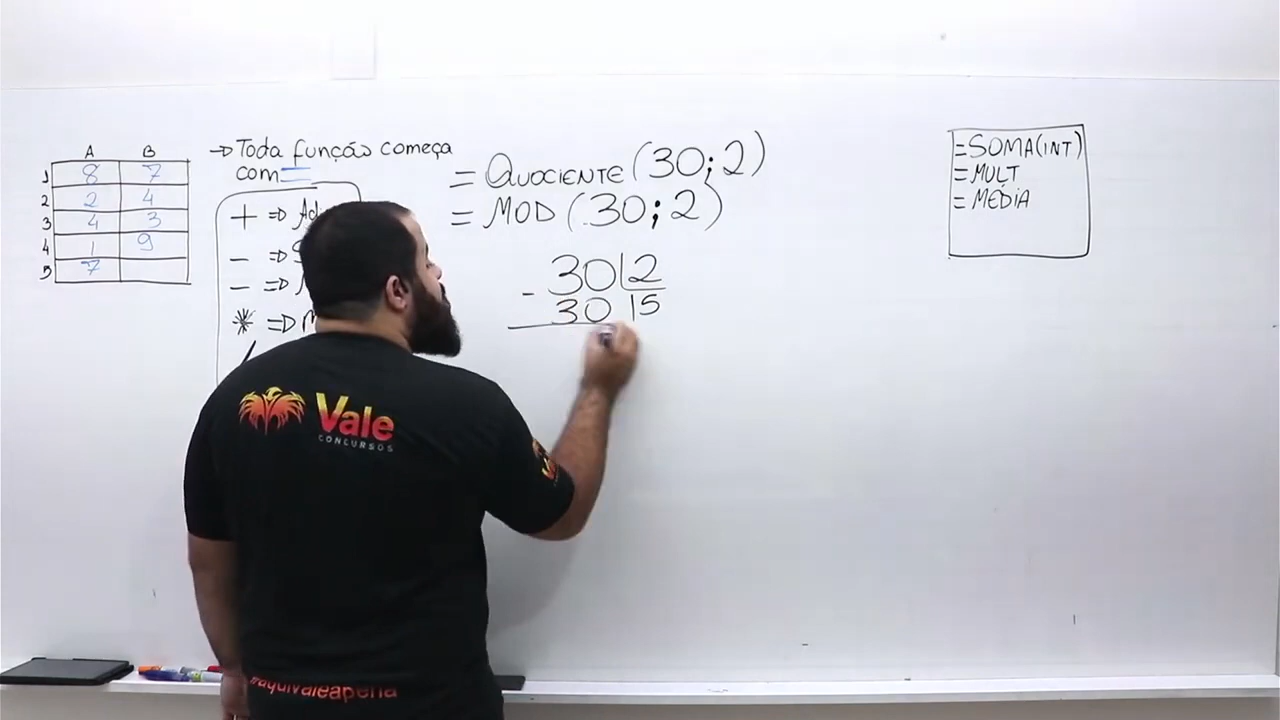 A B
1 8 7
2 2 4
3 4 3
4 1 9
5 7
→ Toda função começa
com =
+ ⇒
- ⇒
- ⇒
* ⇒ M
/
= QUOCIENTE (30; 2)
= MOD (30; 2)
30 2
- 30 15
=SOMA(INT)
=MULT
=MÉDIA
Vale
CONCURSOS
#aquivaleapena